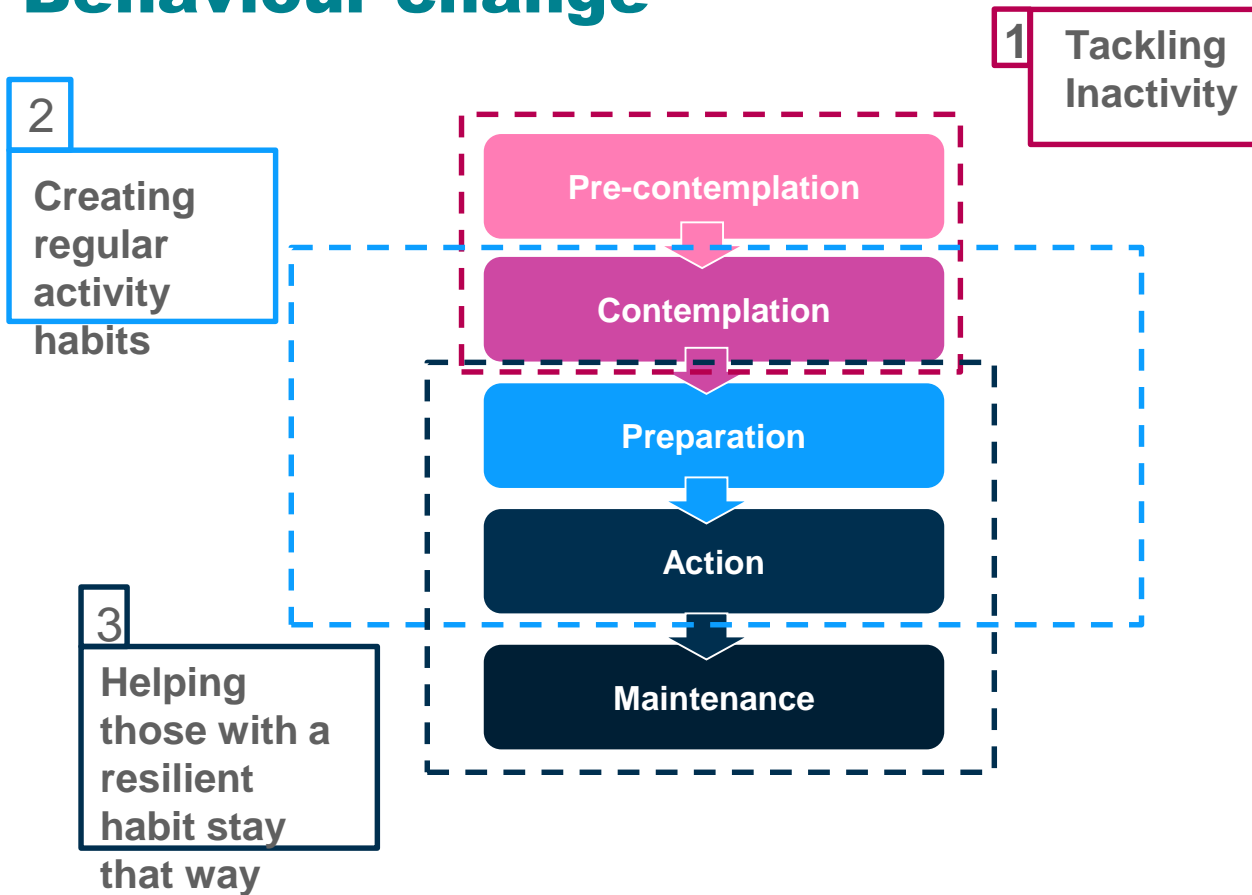 Behaviour change
1
Tackling
Inactivity
2
Creating
regular
activity
habits
Pre-contemplation
Contemplation
Preparation
Action
Maintenance
3
Helping
those with a
resilient
habit stay
that way